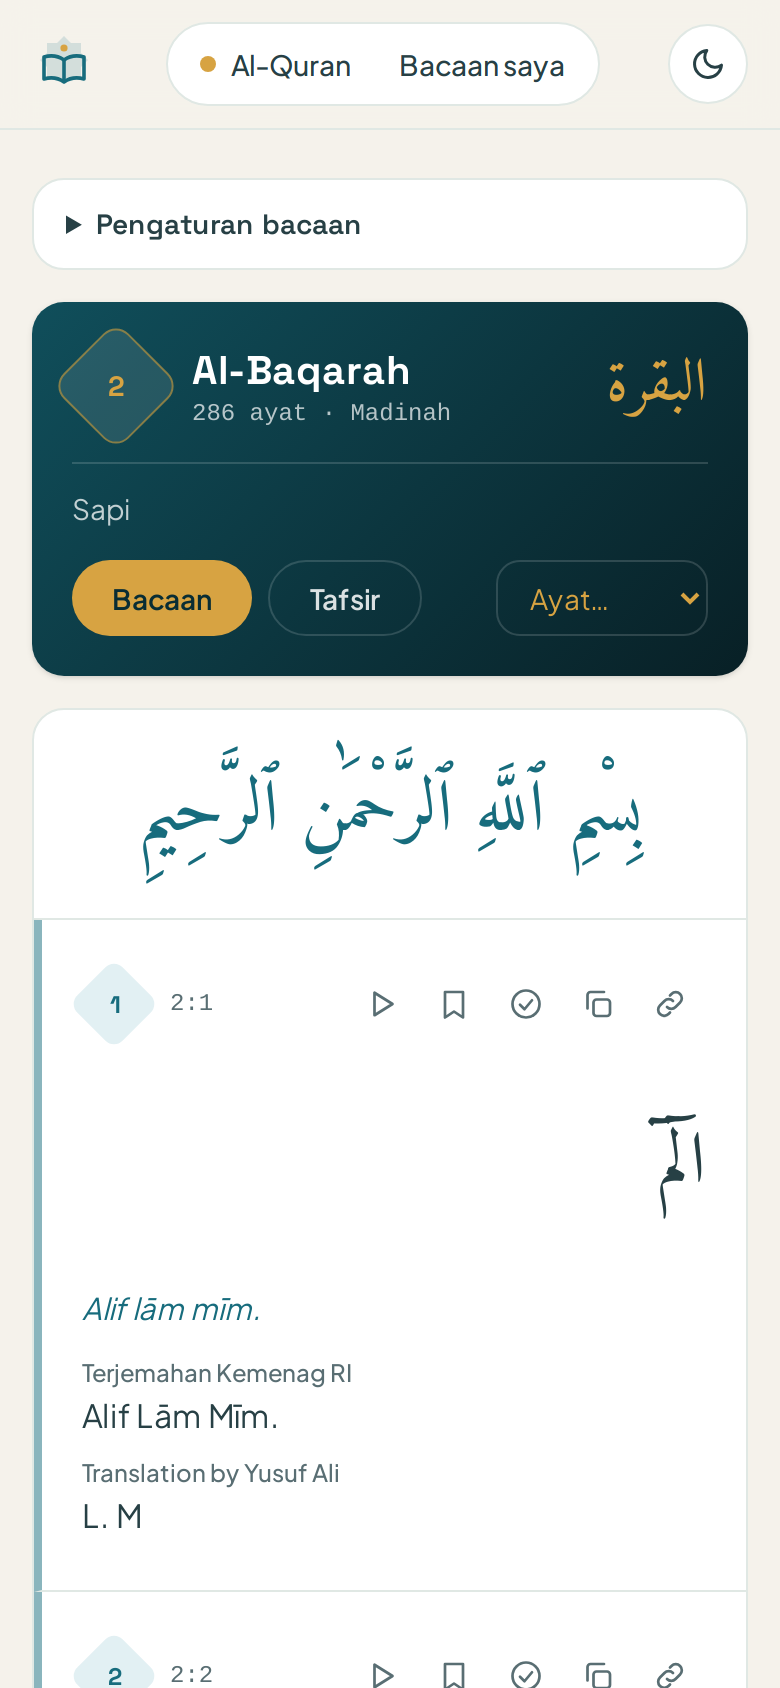 Al-Quran Bacaan saya
Pengaturan bacaan
2
Al-Baqarah
البقرة
286 ayat · Madinah
Sapi
Bacaan Tafsir Ayat...
بِسْمِ ٱللَّهِ ٱلرَّحْمَٰنِ ٱلرَّحِيمِ
1 2:1
الٓمٓ
Alif lām mīm.
Terjemahan Kemenag RI
Alif Lām Mīm.
Translation by Yusuf Ali
L. M
2 2:2